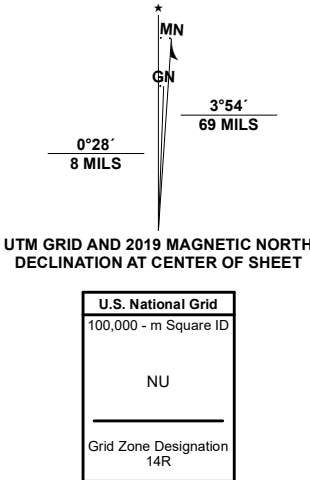 ★
MN
GN
3°54´
69 MILS
0°28´
8 MILS
UTM GRID AND 2019 MAGNETIC NORTH
DECLINATION AT CENTER OF SHEET
U.S. National Grid
100,000 - m Square ID
NU
Grid Zone Designation
14R